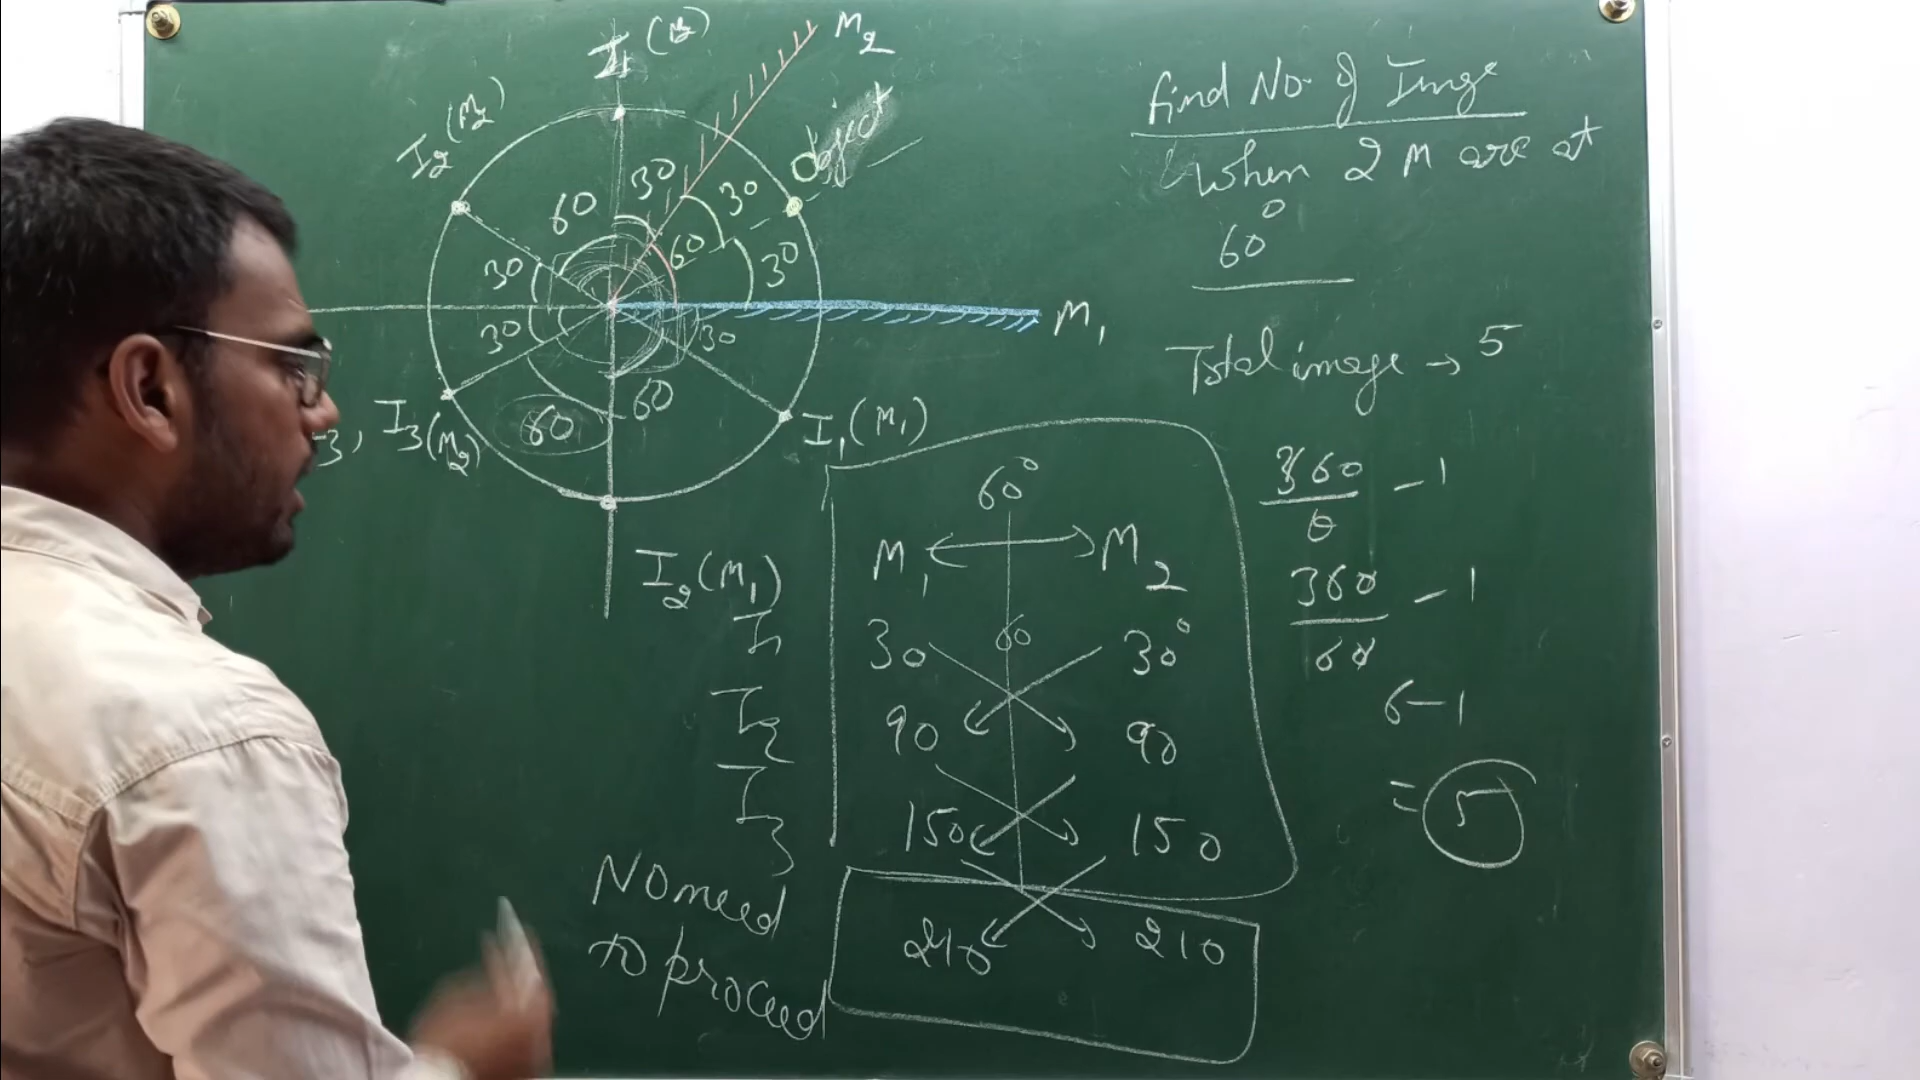 I1 (M2)
M2
I2 (M2)
Object
30
30
60
60
30
30
M1
30
30
60
60
I3, I3 (M2)
I1 (M1)
I2 (M1)
find No. of Imge
when 2 M are at
60°
Total image → 5
360/θ - 1
360/60 - 1
6-1
= 5
60°
M1 ↔ M2
I1 30 60 30°
I2 90 90
I3 150 150
210 210
No need
to proceed